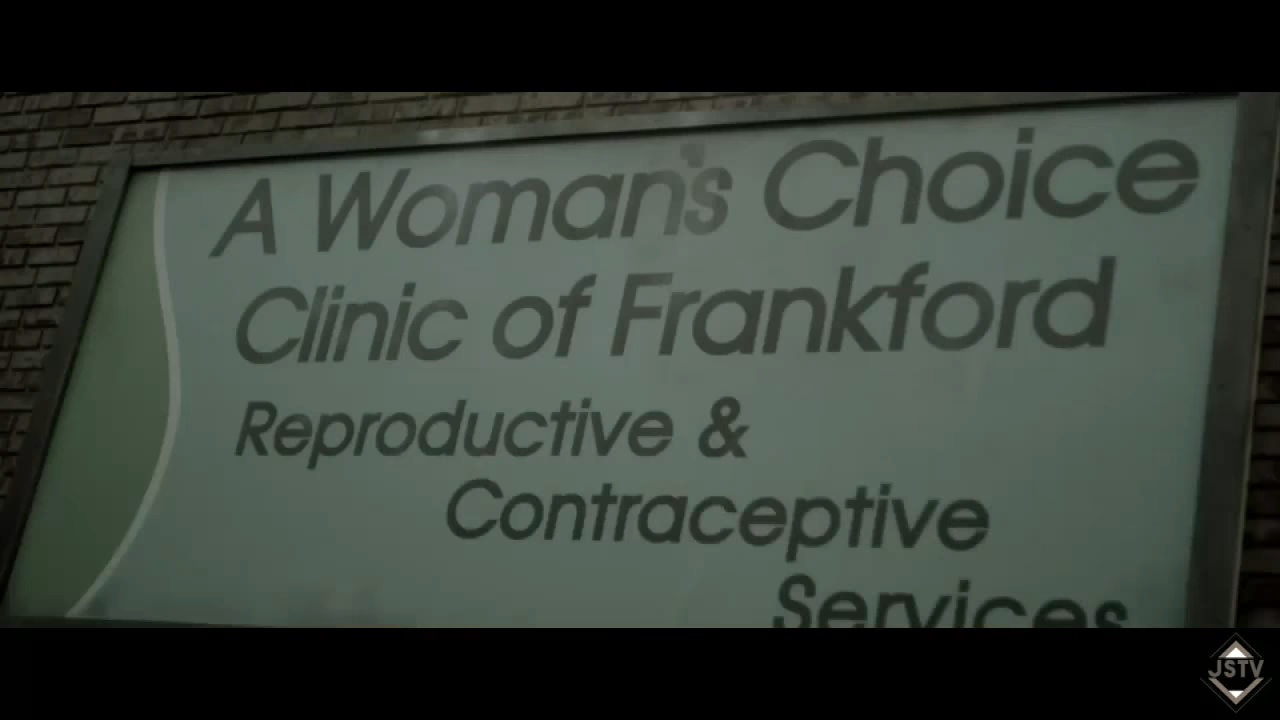 A Woman's Choice
Clinic of Frankford
Reproductive &
Contraceptive
Services
JSTV